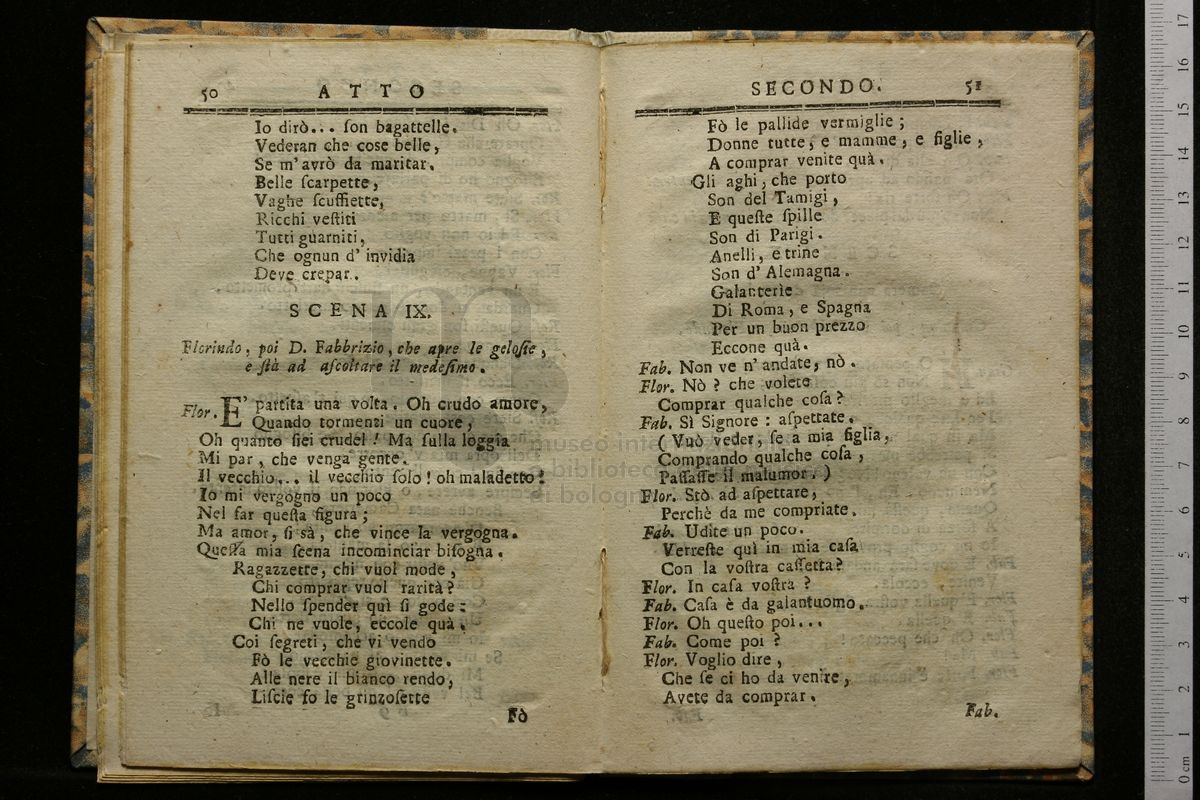 50 ATTO
Io dirò... ſon bagattelle.
Vederan che coſe belle,
Se m'avrò da maritar.
Belle ſcarpette,
Vaghe ſcuffiette,
Ricchi veſtiti
Tutti guarniti,
Che ognun d' invidia
Deve crepar.
SCENA IX.
Florindo, poi D. Fabbrizio, che apre le geloſie,
e ſtà ad aſcoltare il medeſimo.
Flor. E' partita una volta. Oh crudo amore,
Quando tormenti un cuore,
Oh quanto ſiei crudel! Ma ſulla loggia
Mi par, che venga gente.
Il vecchio... il vecchio ſolo! oh maladetto!
Io mi vergogno un poco
Nel far queſta figura;
Ma amor, ſi sà, che vince la vergogna.
Queſta mia ſcena incominciar biſogna.
Ragazzette, chi vuol mode,
Chi comprar vuol rarità?
Nello ſpender quì ſi gode:
Chi ne vuole, eccole quà.
Coi ſegreti, che vi vendo
Fò le vecchie giovinette.
Alle nere il bianco rendo,
Liſcie fo le grinzoſette
Fò
SECONDO. 51
Fò le pallide vermiglie;
Donne tutte, e mamme, e figlie,
A comprar venite quà.
Gli aghi, che porto
Son del Tamigi,
E queſte ſpille
Son di Parigi.
Anelli, e trine
Son d' Alemagna.
Galanterìe
Di Roma, e Spagna
Per un buon prezzo
Eccone quà.
Fab. Non ve n' andate, nò.
Flor. Nò? che volete
Comprar qualche coſa?
Fab. Sì Signore: aſpettate.
(Vuò veder, ſe a mia figlia,
Comprando qualche coſa,
Paſſaſſe il malumor.)
Flor. Stò ad aſpettare,
Perchè da me compriate.
Fab. Udite un poco.
Verreſte quì in mia caſa
Con la voſtra caſſetta?
Flor. In caſa voſtra?
Fab. Caſa è da galantuomo.
Flor. Oh queſto poi...
Fab. Come poi?
Flor. Voglio dire,
Che ſe ci ho da venire,
Avete da comprar.
Fab.